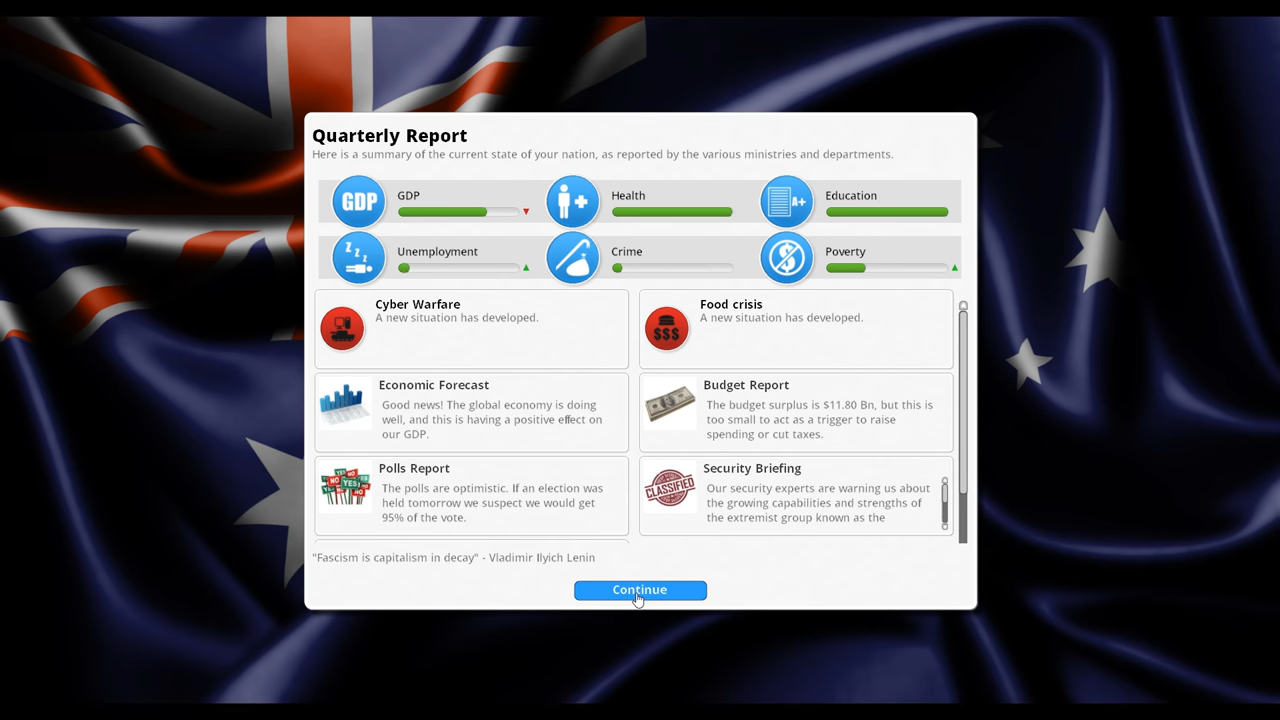 Quarterly Report
Here is a summary of the current state of your nation, as reported by the various ministries and departments.
GDP
GDP
Health
A+
Education
Z Z Z
Unemployment
Crime
$
Poverty
Cyber Warfare
A new situation has developed.
$$$
Food crisis
A new situation has developed.
Economic Forecast
Good news! The global economy is doing
well, and this is having a positive effect on
our GDP.
Budget Report
The budget surplus is $11.80 Bn, but this is
too small to act as a trigger to raise
spending or cut taxes.
NO YES NO YES NO
Polls Report
The polls are optimistic. If an election was
held tomorrow we suspect we would get
95% of the vote.
CLASSIFIED
Security Briefing
Our security experts are warning us about
the growing capabilities and strengths of
the extremist group known as the
"Fascism is capitalism in decay" - Vladimir Ilyich Lenin
Continue